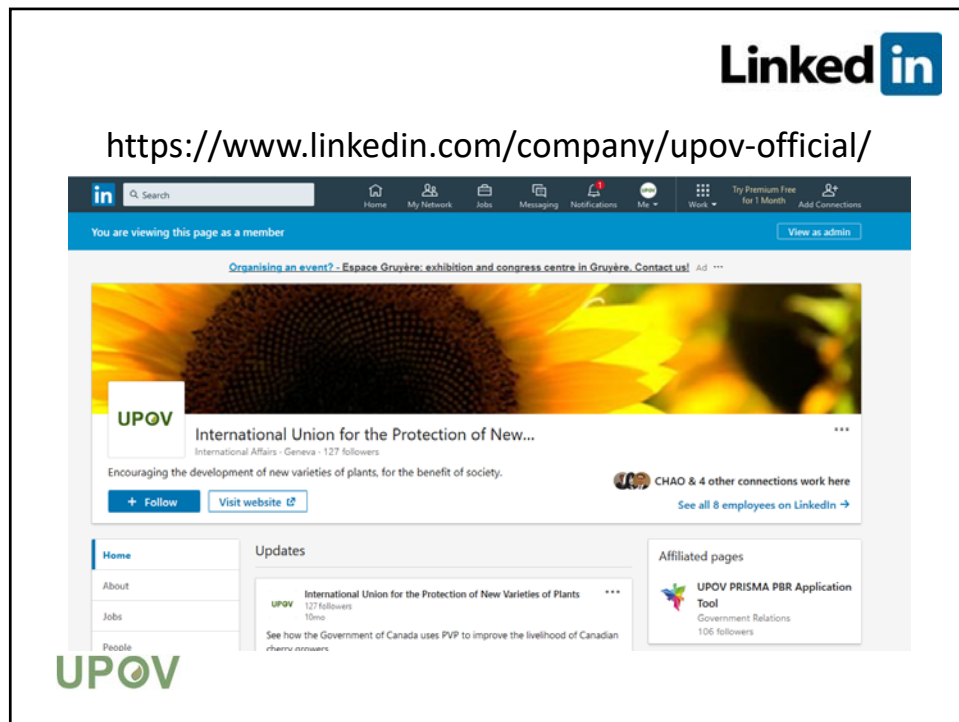 Linked in
https://www.linkedin.com/company/upov-official/
in Search Home My Network Jobs Messaging Notifications Me Work Try Premium Free for 1 Month Add Connections
You are viewing this page as a member View as admin
Organising an event? - Espace Gruyère: exhibition and congress centre in Gruyère. Contact us! Ad ···
UPOV
International Union for the Protection of New...
International Affairs · Geneva · 127 followers
Encouraging the development of new varieties of plants, for the benefit of society.
CHAO & 4 other connections work here
+ Follow Visit website
See all 8 employees on LinkedIn →
Home
About
Jobs
People
Updates
UPOV
International Union for the Protection of New Varieties of Plants
127 followers
10mo
See how the Government of Canada uses PVP to improve the livelihood of Canadian
cherry growers
Affiliated pages
UPOV PRISMA PBR Application
Tool
Government Relations
106 followers
UPOV